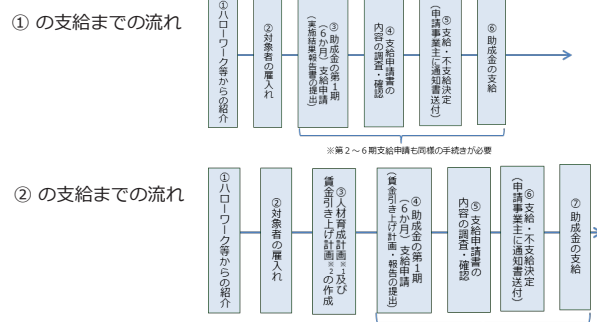 ① の支給までの流れ
①ハローワーク等からの紹介
②対象者の雇入れ
③助成金の第1期
(6か月)支給申請
(実施結果報告書の提出)
④支給申請書の
内容の調査・確認
⑤支給・不支給決定
(申請事業主に通知書送付)
⑥助成金の支給
※第2~6期支給申請も同様の手続きが必要
② の支給までの流れ
①ハローワーク等からの紹介
②対象者の雇入れ
③人材育成計画※1及び
賃金引き上げ計画※2の作成
④助成金の第1期
(6か月)支給申請
(賃金引き上げ計画・報告の提出)
⑤支給申請書の
内容の調査・確認
⑥支給・不支給決定
(申請事業主に通知書送付)
⑦助成金の支給